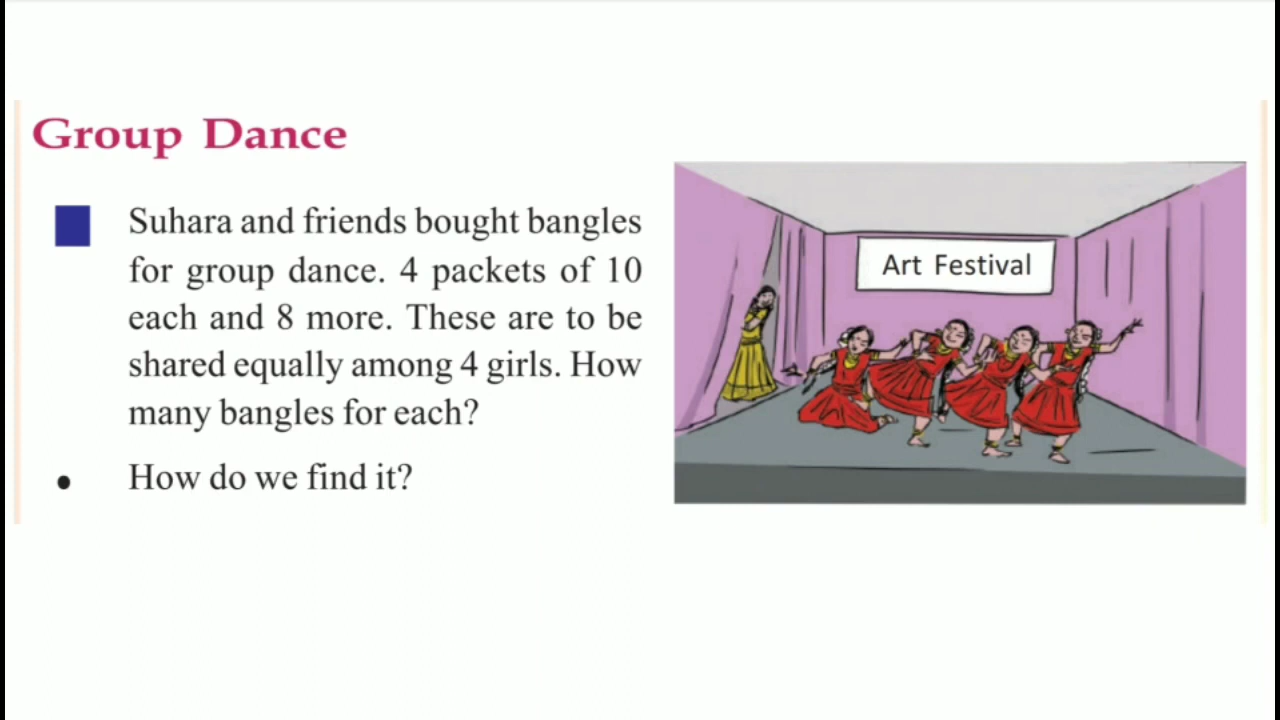 Group Dance
Suhara and friends bought bangles
for group dance. 4 packets of 10
each and 8 more. These are to be
shared equally among 4 girls. How
many bangles for each?
• How do we find it?
Art Festival